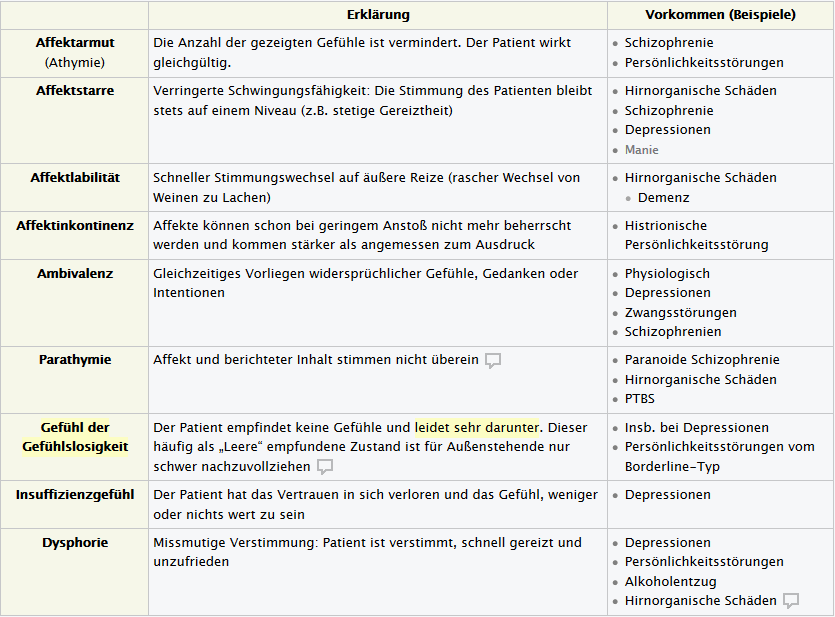 Erklärung
Vorkommen (Beispiele)
Affektarmut
(Athymie)
Die Anzahl der gezeigten Gefühle ist vermindert. Der Patient wirkt
gleichgültig.
Schizophrenie
Persönlichkeitsstörungen
Affektstarre
Verringerte Schwingungsfähigkeit: Die Stimmung des Patienten bleibt
stets auf einem Niveau (z.B. stetige Gereiztheit)
Hirnorganische Schäden
Schizophrenie
Depressionen
Manie
Affektlabilität
Schneller Stimmungswechsel auf äußere Reize (rascher Wechsel von
Weinen zu Lachen)
Hirnorganische Schäden
Demenz
Affektinkontinenz
Affekte können schon bei geringem Anstoß nicht mehr beherrscht
werden und kommen stärker als angemessen zum Ausdruck
Histrionische
Persönlichkeitsstörung
Ambivalenz
Gleichzeitiges Vorliegen widersprüchlicher Gefühle, Gedanken oder
Intentionen
Physiologisch
Depressionen
Zwangsstörungen
Schizophrenien
Parathymie
Affekt und berichteter Inhalt stimmen nicht überein
Paranoide Schizophrenie
Hirnorganische Schäden
PTBS
Gefühl der
Gefühlslosigkeit
Der Patient empfindet keine Gefühle und leidet sehr darunter. Dieser
häufig als „Leere“ empfundene Zustand ist für Außenstehende nur
schwer nachzuvollziehen
Insb. bei Depressionen
Persönlichkeitsstörungen vom
Borderline-Typ
Insuffizienzgefühl
Der Patient hat das Vertrauen in sich verloren und das Gefühl, weniger
oder nichts wert zu sein
Depressionen
Dysphorie
Missmutige Verstimmung: Patient ist verstimmt, schnell gereizt und
unzufrieden
Depressionen
Persönlichkeitsstörungen
Alkoholentzug
Hirnorganische Schäden